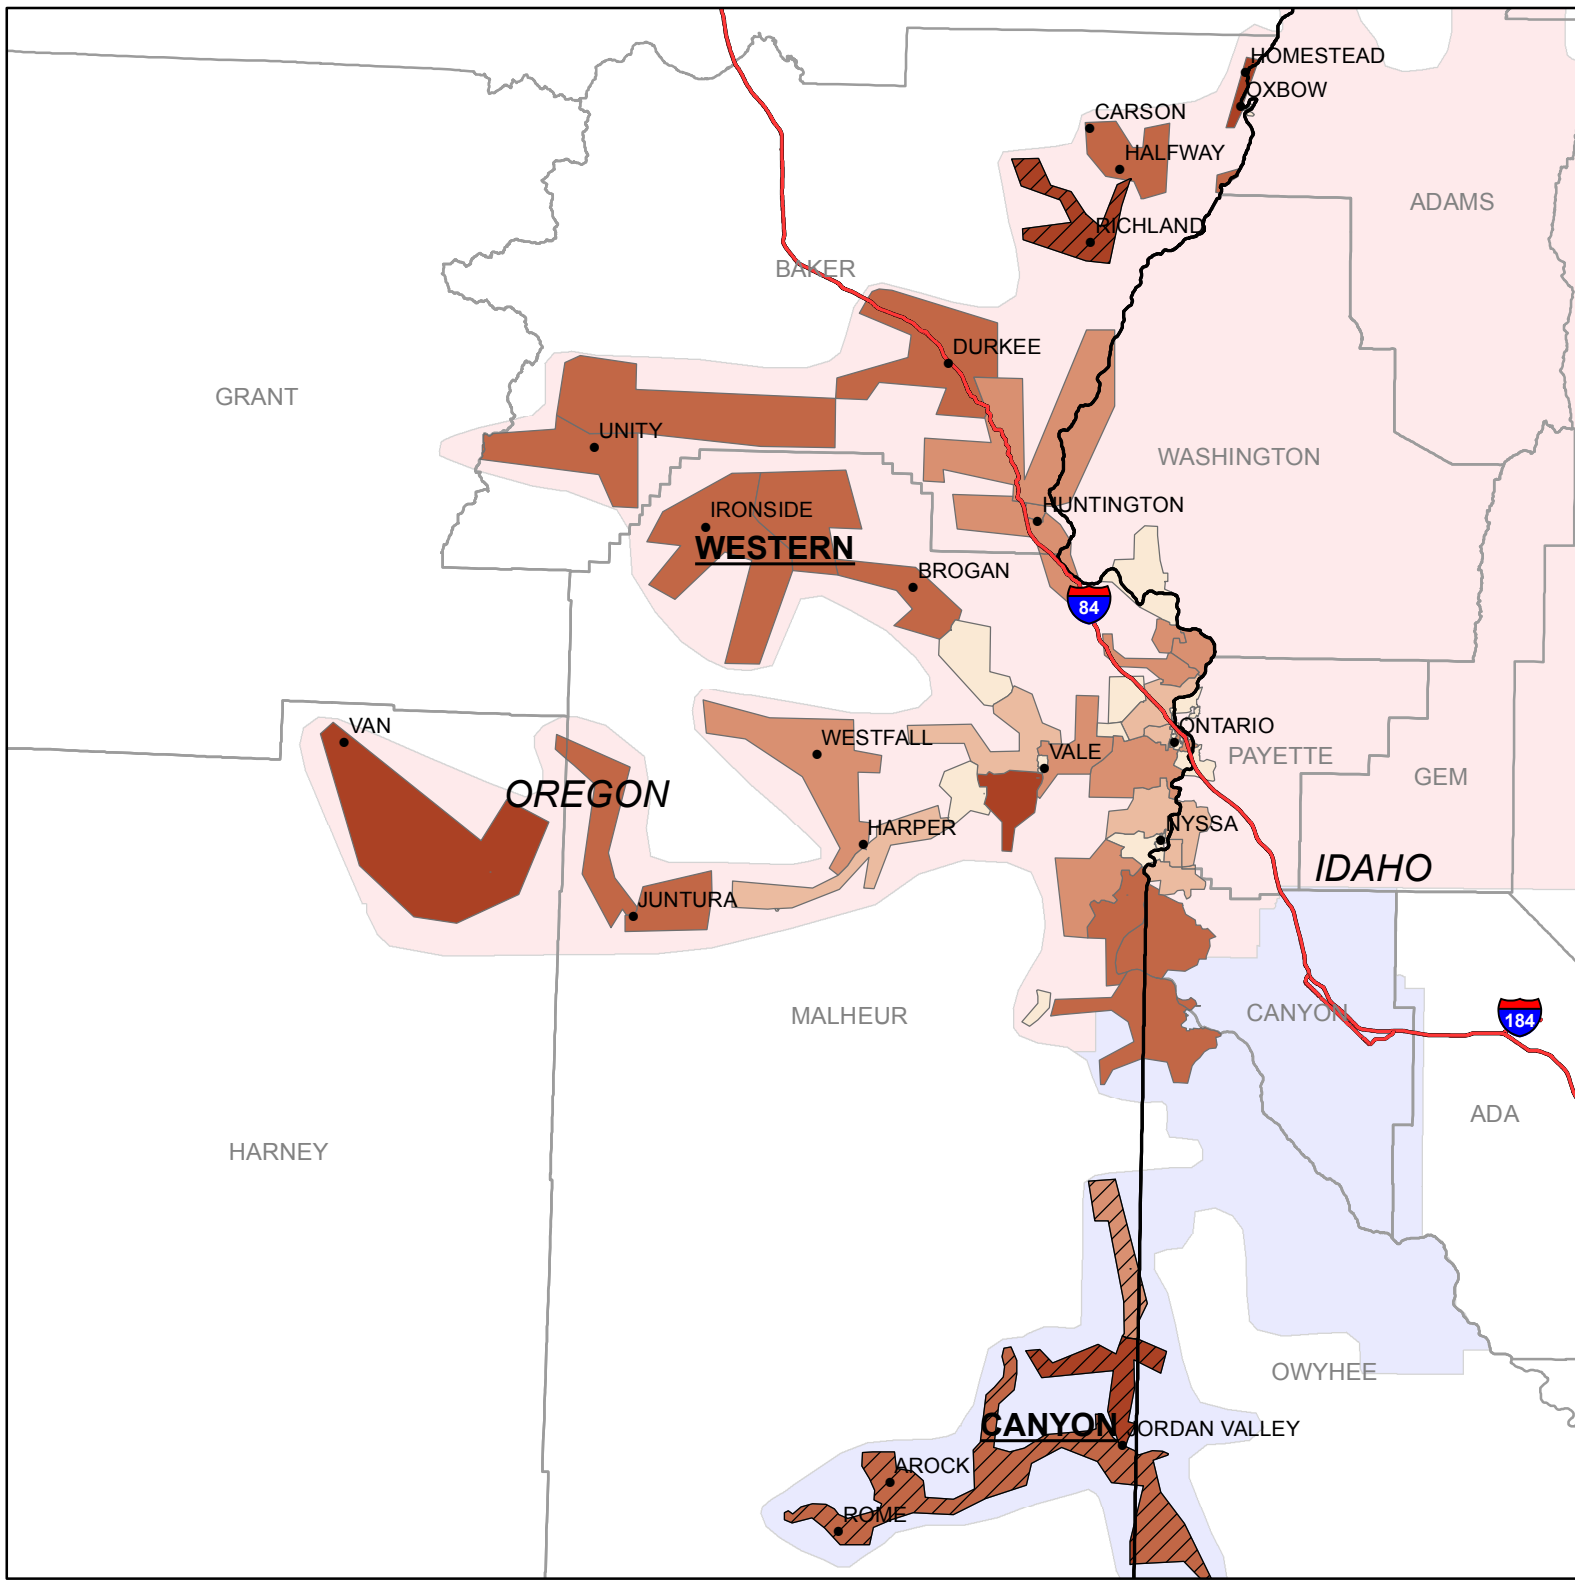 HOMESTEAD
OXBOW
CARSON
HALFWAY
ADAMS
RICHLAND
BAKER
DURKEE
GRANT
UNITY
WASHINGTON
HUNTINGTON
IRONSIDE
WESTERN
BROGAN
84
VAN
ONTARIO
WESTFALL
VALE
PAYETTE
GEM
OREGON
HARPER
NYSSA
IDAHO
JUNTURA
MALHEUR
CANYON
184
ADA
HARNEY
OWYHEE
CANYON
JORDAN VALLEY
AROCK
ROME